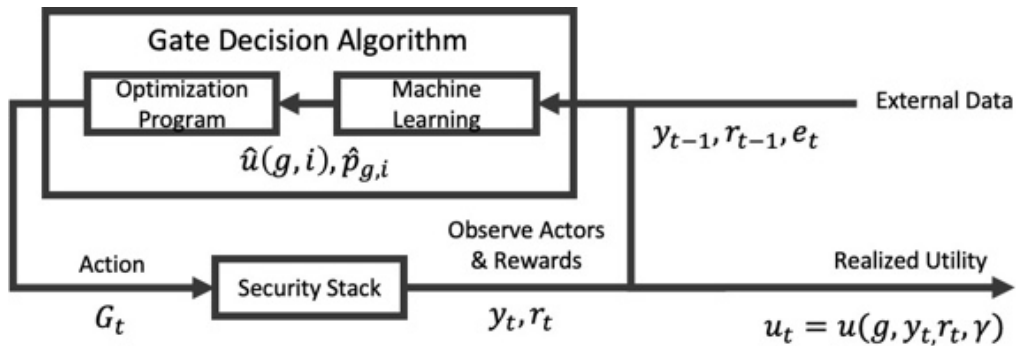 Gate Decision Algorithm
Optimization
Program
Machine
Learning
External Data
û(g, i), p̂_{g,i}
y_{t−1}, r_{t−1}, e_t
Observe Actors
& Rewards
Action
Security Stack
Realized Utility
G_t
y_t, r_t
u_t = u(g, y_t, r_t, γ)